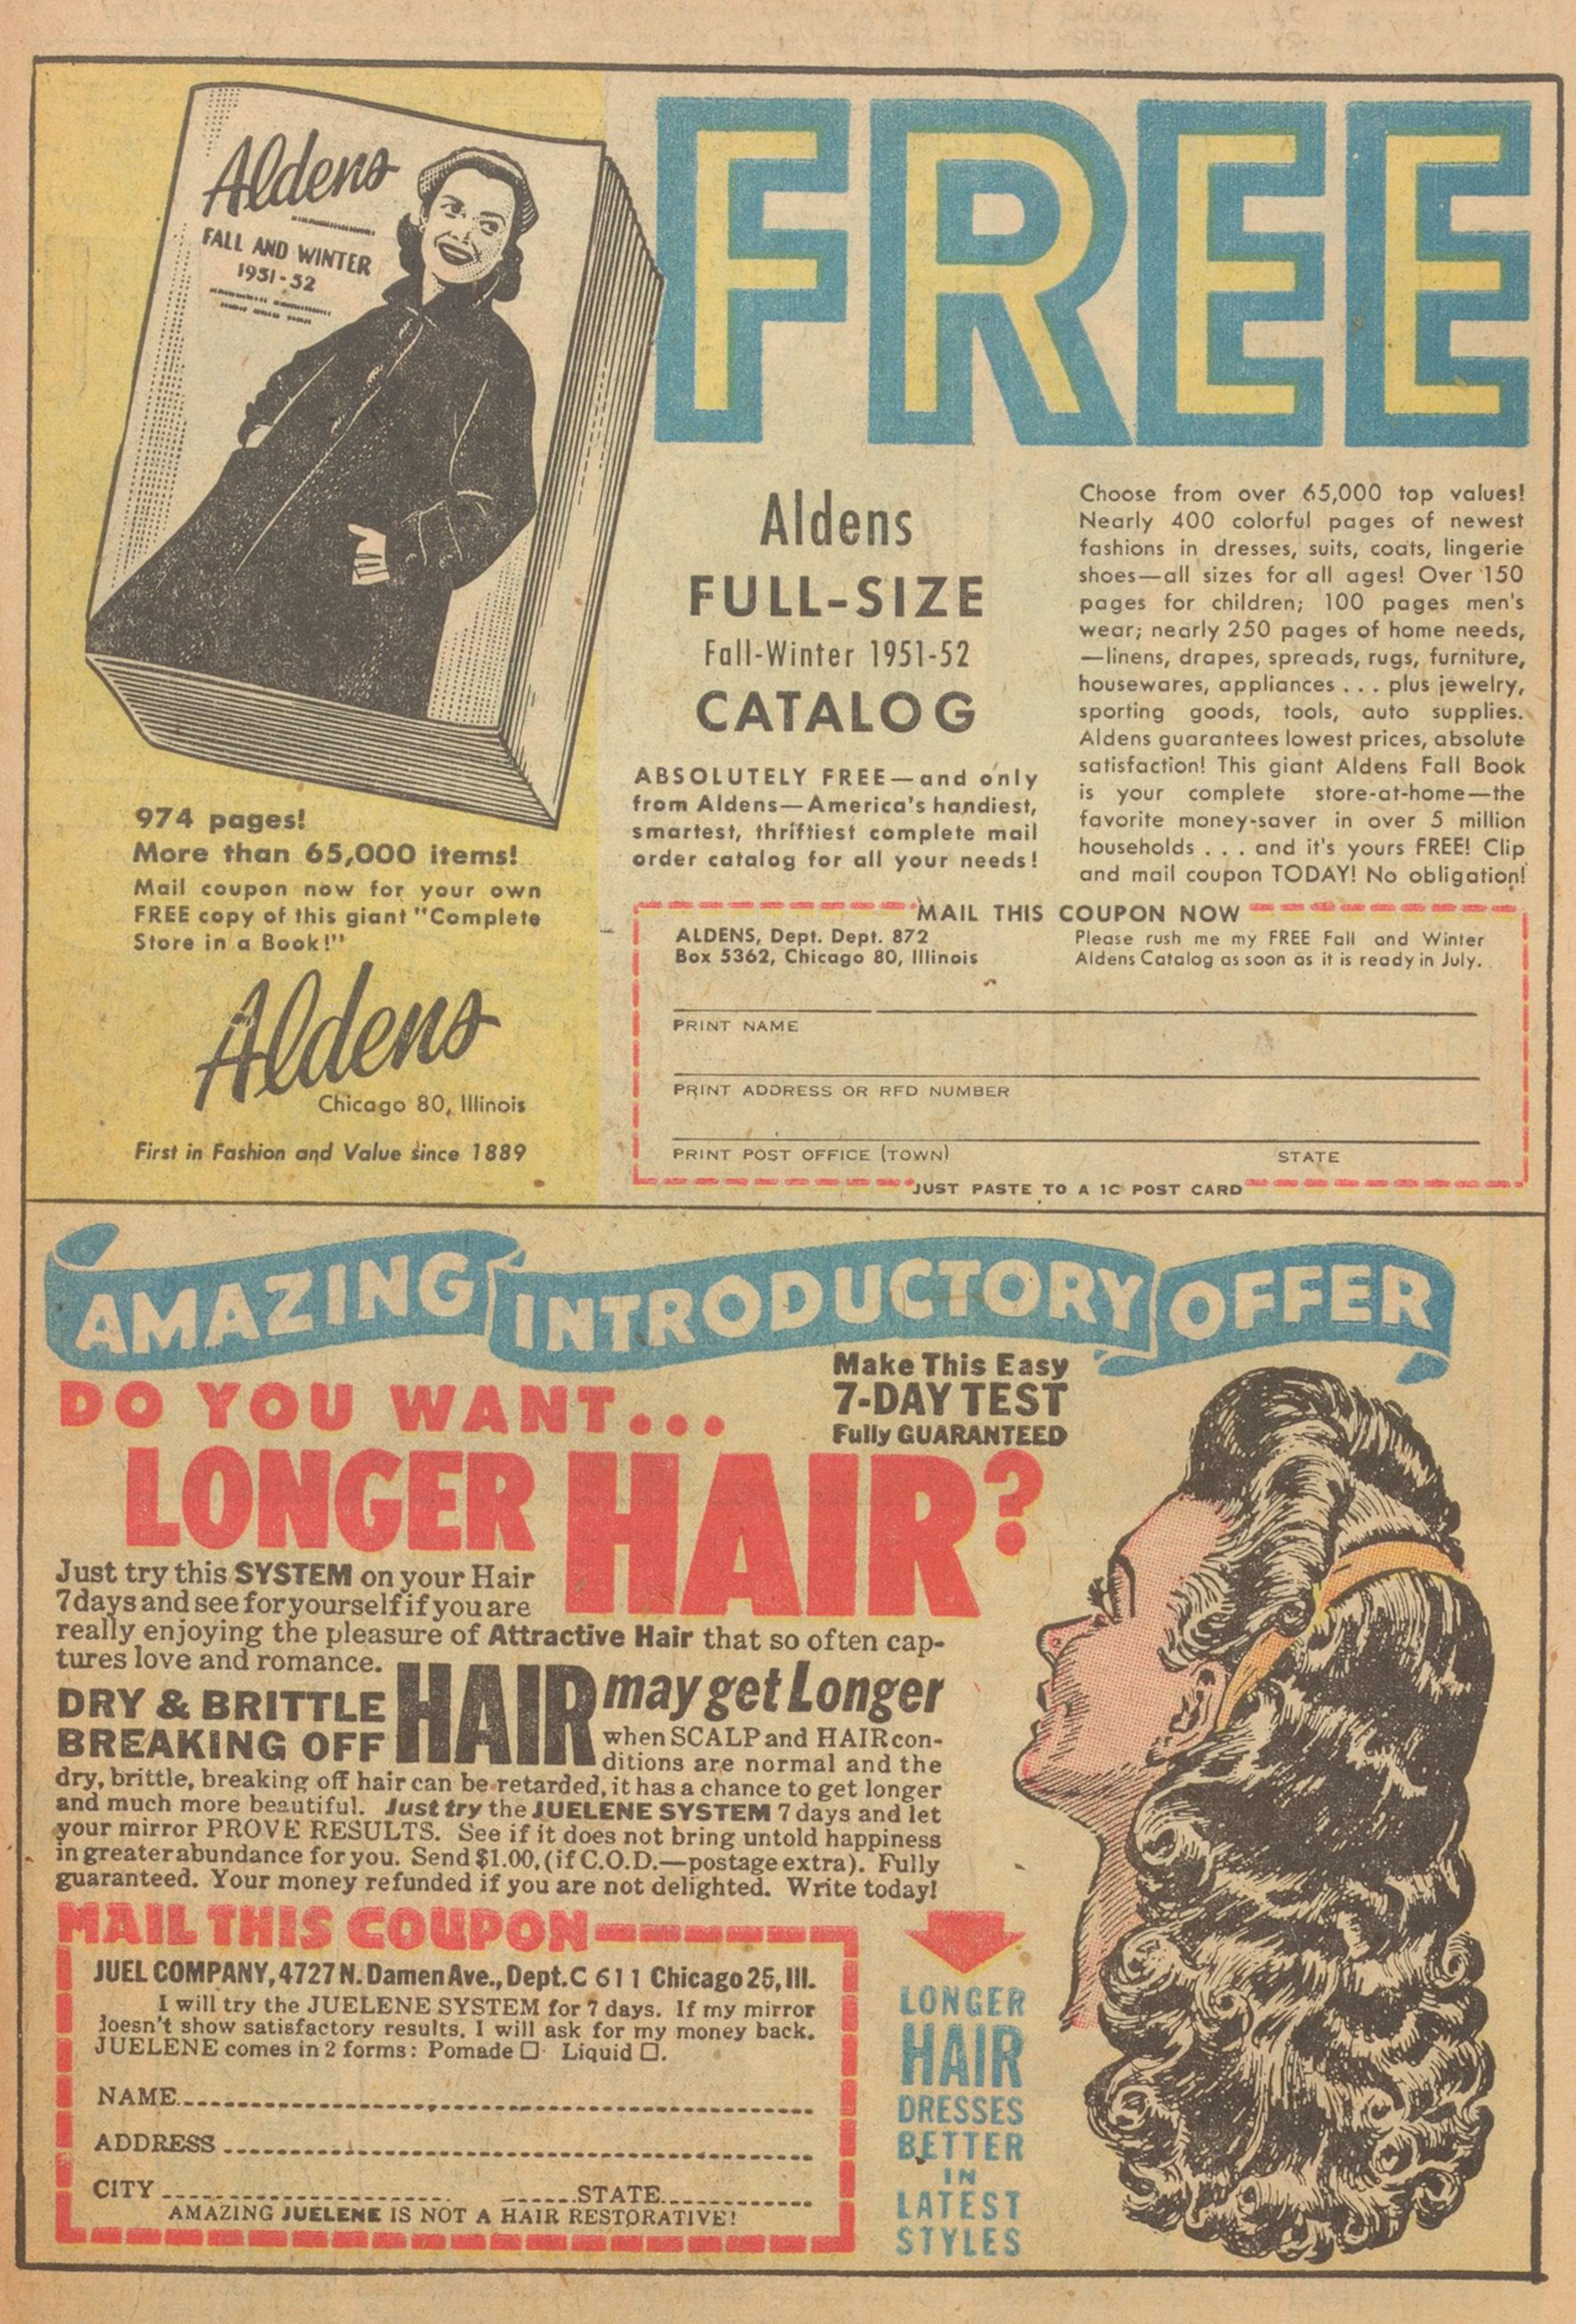 Aldens
FALL AND WINTER
1951-52
FREE
Aldens
FULL-SIZE
Fall-Winter 1951-52
CATALOG
ABSOLUTELY FREE—and only
from Aldens—America's handiest,
smartest, thriftiest complete mail
order catalog for all your needs!
Choose from over 65,000 top values!
Nearly 400 colorful pages of newest
fashions in dresses, suits, coats, lingerie
shoes—all sizes for all ages! Over 150
pages for children; 100 pages men's
wear; nearly 250 pages of home needs,
—linens, drapes, spreads, rugs, furniture,
housewares, appliances . . . plus jewelry,
sporting goods, tools, auto supplies.
Aldens guarantees lowest prices, absolute
satisfaction! This giant Aldens Fall Book
is your complete store-at-home—the
favorite money-saver in over 5 million
households . . . and it's yours FREE! Clip
and mail coupon TODAY! No obligation!
974 pages!
More than 65,000 items!
Mail coupon now for your own
FREE copy of this giant "Complete
Store in a Book!"
Aldens
Chicago 80, Illinois
First in Fashion and Value since 1889
MAIL THIS COUPON NOW
ALDENS, Dept. Dept. 872
Box 5362, Chicago 80, Illinois
Please rush me my FREE Fall and Winter
Aldens Catalog as soon as it is ready in July.
PRINT NAME
PRINT ADDRESS OR RFD NUMBER
PRINT POST OFFICE (TOWN) STATE
JUST PASTE TO A 1C POST CARD
AMAZING INTRODUCTORY OFFER
Make This Easy
7-DAY TEST
Fully GUARANTEED
DO YOU WANT...
LONGER HAIR?
Just try this SYSTEM on your Hair
7 days and see for yourself if you are
really enjoying the pleasure of Attractive Hair that so often cap-
tures love and romance.
DRY & BRITTLE
BREAKING OFF
HAIR may get Longer
when SCALP and HAIR con-
ditions are normal and the
dry, brittle, breaking off hair can be retarded, it has a chance to get longer
and much more beautiful. Just try the JUELENE SYSTEM 7 days and let
your mirror PROVE RESULTS. See if it does not bring untold happiness
in greater abundance for you. Send $1.00, (if C.O.D.—postage extra). Fully
guaranteed. Your money refunded if you are not delighted. Write today!
MAIL THIS COUPON
JUEL COMPANY, 4727 N. Damen Ave., Dept. C 611 Chicago 25, Ill.
I will try the JUELENE SYSTEM for 7 days. If my mirror
doesn't show satisfactory results, I will ask for my money back.
JUELENE comes in 2 forms: Pomade □ Liquid □.
NAME
ADDRESS
CITY STATE
AMAZING JUELENE IS NOT A HAIR RESTORATIVE!
LONGER
HAIR
DRESSES
BETTER
IN
LATEST
STYLES